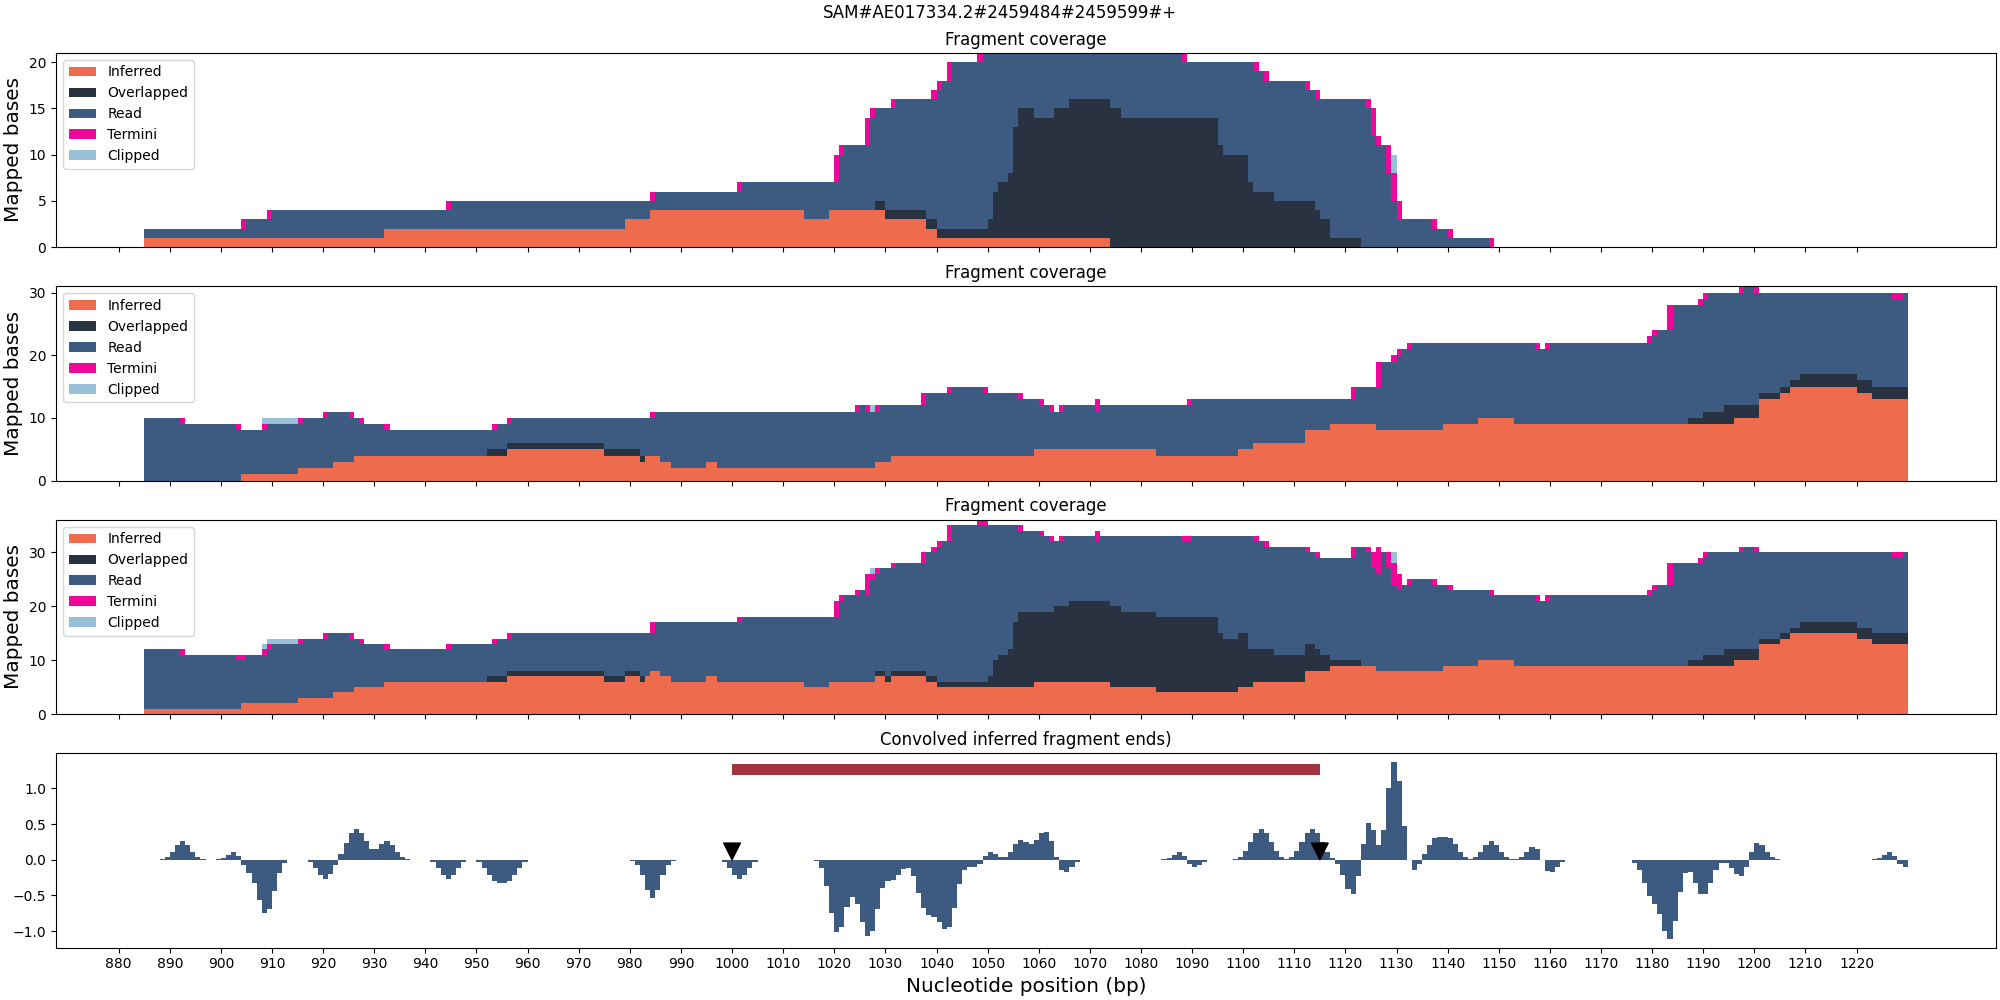 SAM#AE017334.2#2459484#2459599#+
Fragment coverage
Mapped bases
20
15
10
5
0
Inferred
Overlapped
Read
Termini
Clipped
Fragment coverage
Mapped bases
30
20
10
0
Inferred
Overlapped
Read
Termini
Clipped
Fragment coverage
Mapped bases
30
20
10
0
Inferred
Overlapped
Read
Termini
Clipped
Convolved inferred fragment ends)
1.0
0.5
0.0
−0.5
−1.0
880 890 900 910 920 930 940 950 960 970 980 990 1000 1010 1020 1030 1040 1050 1060 1070 1080 1090 1100 1110 1120 1130 1140 1150 1160 1170 1180 1190 1200 1210 1220
Nucleotide position (bp)